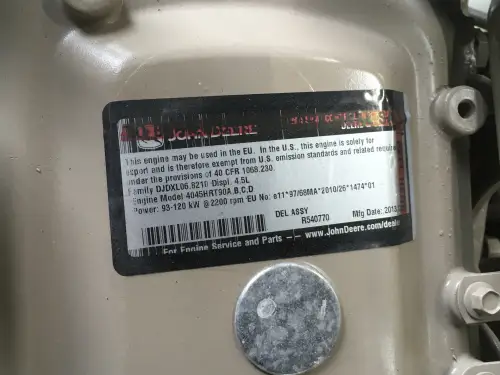 JOHN DEERE
This engine may be used in the EU. In the U.S., this engine is solely for
export and is therefore exempt from U.S. emission standards and related
under the provisions of 40 CFR 1068.230.
Family DJDXL06.8210 Displ. 4.5L
Engine Model 4045HRT90A,B,C,D
Power: 93-120 kW @ 2200 rpm EU No: e11*97/68MA*2010/26*1474*01
DEL ASSY Mfg Date:
R540770
For Engine Service and Parts — www.JohnDeere.com/